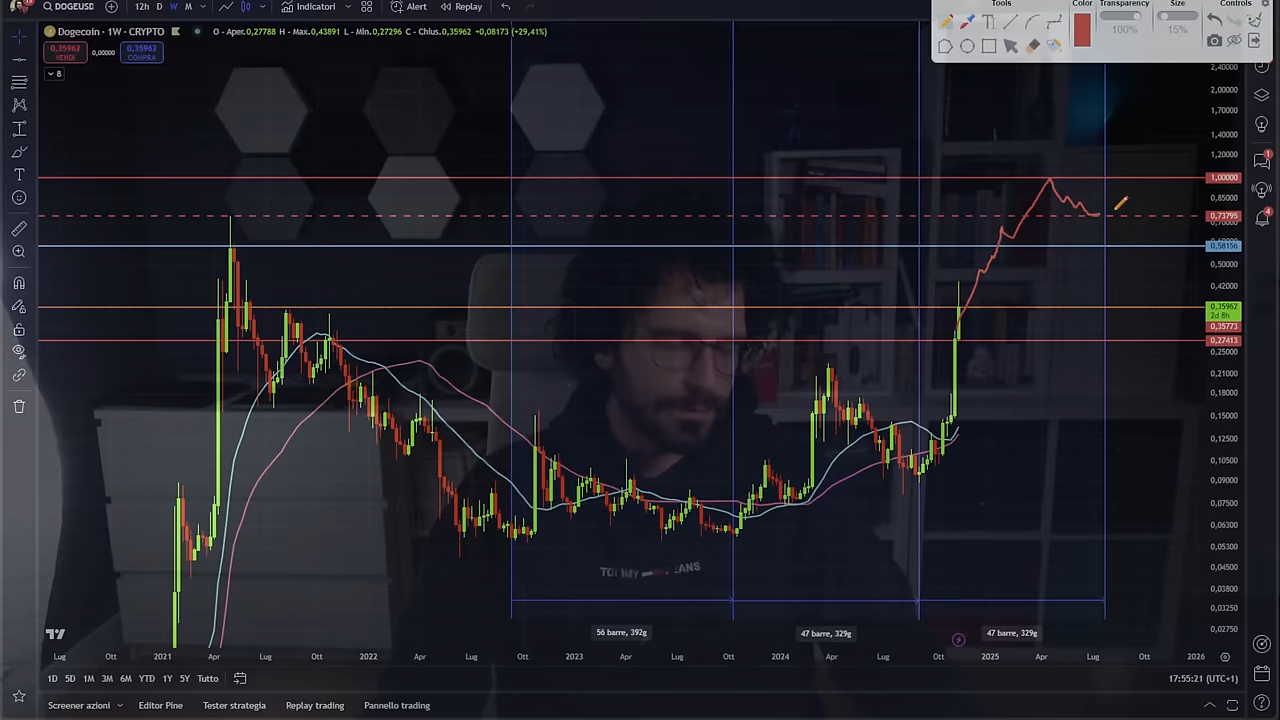 DOGEUSD
12h
D
W
M
Indicatori
Alert
Replay
Tools
Color
Transparency
100%
Size
15%
Controls
Dogecoin · 1W · CRYPTO
O - Aper.0,27788 H - Max.0,43891 L - Min.0,27296 C - Chius.0,35962 +0,08173 (+29,41%)
0,35962
VENDI
0,00000
0,35962
COMPRA
8
2,40000
2,00000
1,70000
1,40000
1,20000
1,00000
0,85000
0,73795
0,58156
0,50000
0,42000
0,35962
2d 8h
0,35773
0,27413
0,25000
0,21000
0,18000
0,15000
0,12500
0,10500
0,09000
0,07500
0,06300
0,05300
0,04500
0,03800
0,03250
0,02750
1
4
TOMMY JEANS
56 barre, 392g
47 barre, 329g
47 barre, 329g
Lug
Ott
2021
Apr
Lug
Ott
2022
Apr
Lug
Ott
2023
Apr
Lug
Ott
2024
Apr
Lug
Ott
2025
Apr
Lug
Ott
2026
1D
5D
1M
3M
6M
YTD
1Y
5Y
Tutto
17:55:21 (UTC+1)
Screener azioni
Editor Pine
Tester strategia
Replay trading
Pannello trading